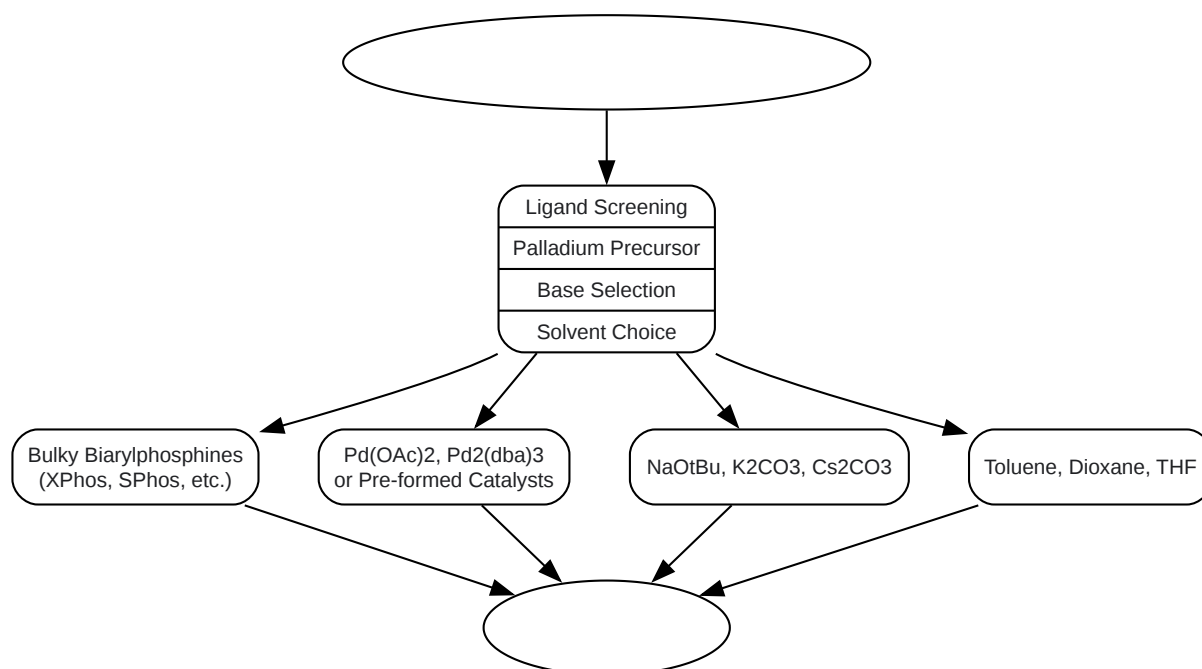 Ligand Screening
Palladium Precursor
Base Selection
Solvent Choice
Bulky Biarylphosphines
(XPhos, SPhos, etc.)
Pd(OAc)2, Pd2(dba)3
or Pre-formed Catalysts
NaOtBu, K2CO3, Cs2CO3
Toluene, Dioxane, THF